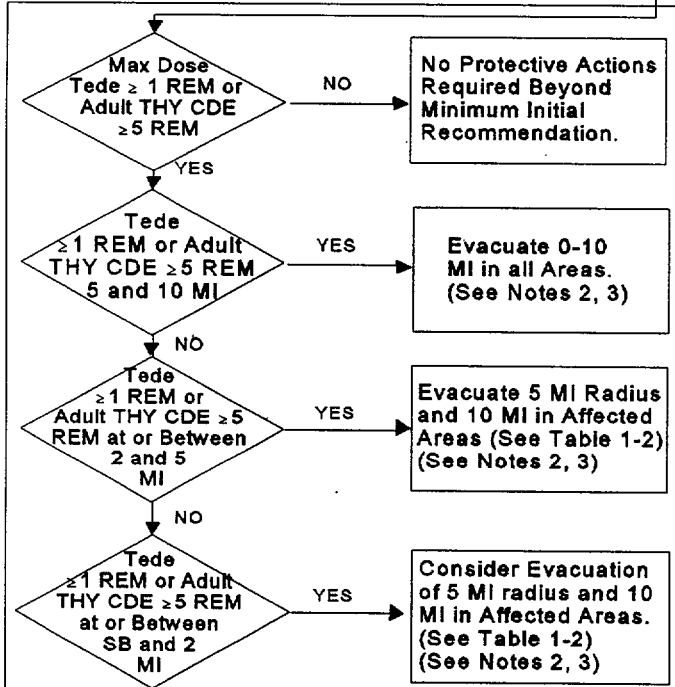 Max Dose
Tede ≥ 1 REM or
Adult THY CDE
≥5 REM
NO
No Protective Actions
Required Beyond
Minimum Initial
Recommendation.
YES
Tede
≥1 REM or Adult
THY CDE ≥5 REM
5 and 10 MI
YES
Evacuate 0-10
MI in all Areas.
(See Notes 2, 3)
NO
Tede
≥1 REM or
Adult THY CDE ≥5
REM at or Between
2 and 5
MI
YES
Evacuate 5 MI Radius
and 10 MI in Affected
Areas (See Table 1-2)
(See Notes 2, 3)
NO
Tede
≥1 REM or Adult
THY CDE ≥5 REM
at or Between
SB and 2
MI
YES
Consider Evacuation
of 5 MI radius and 10
MI in Affected Areas.
(See Table 1-2)
(See Notes 2, 3)